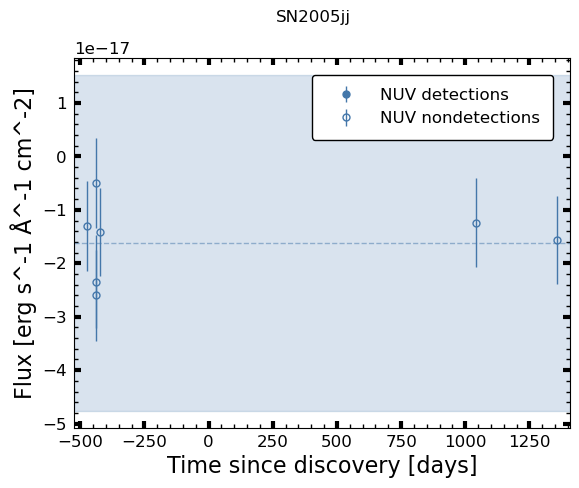 SN2005jj
1e−17
NUV detections
NUV nondetections
1
0
−1
−2
−3
−4
−5
Flux [erg s^-1 Å^-1 cm^-2]
−500 −250 0 250 500 750 1000 1250
Time since discovery [days]